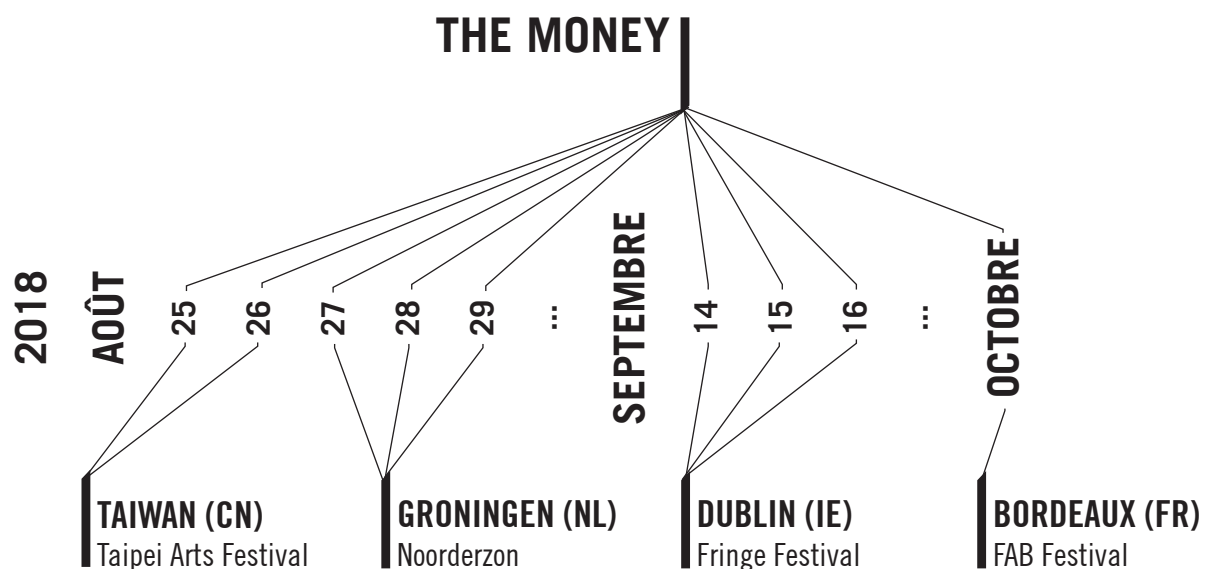 THE MONEY
2018
AOÛT
25
26
27
28
29
...
SEPTEMBRE
14
15
16
...
OCTOBRE
TAIWAN (CN)
Taipei Arts Festival
GRONINGEN (NL)
Noorderzon
DUBLIN (IE)
Fringe Festival
BORDEAUX (FR)
FAB Festival